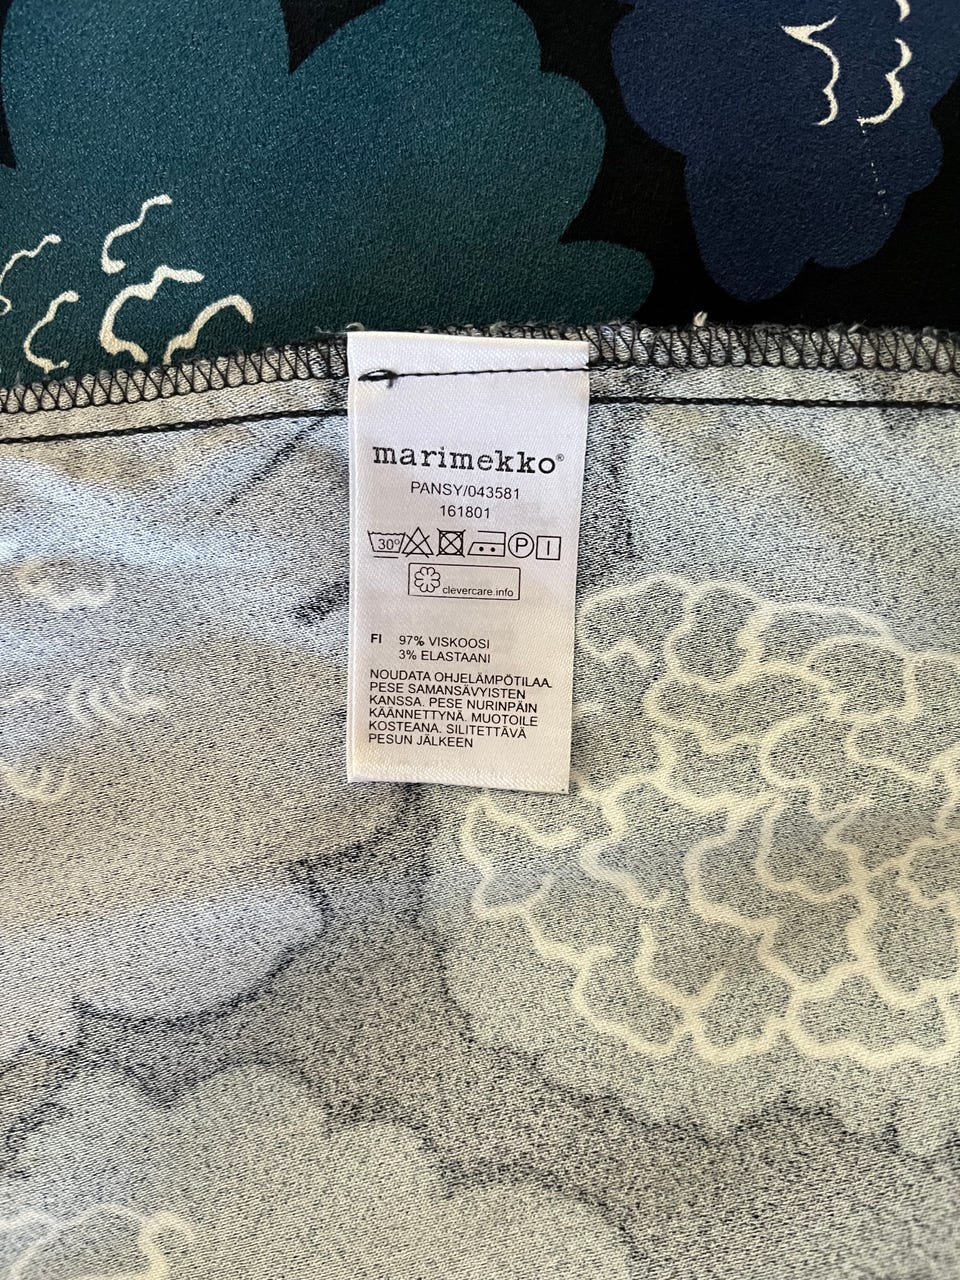 marimekko®
PANSY/043581
161801
30° P
clevercare.info
FI 97% VISKOOSI
3% ELASTAANI
NOUDATA OHJELÄMPÖTILAA.
PESE SAMANSÄVYISTEN
KANSSA. PESE NURINPÄIN
KÄÄNNETTYNÄ. MUOTOILE
KOSTEANA. SILITETTÄVÄ
PESUN JÄLKEEN